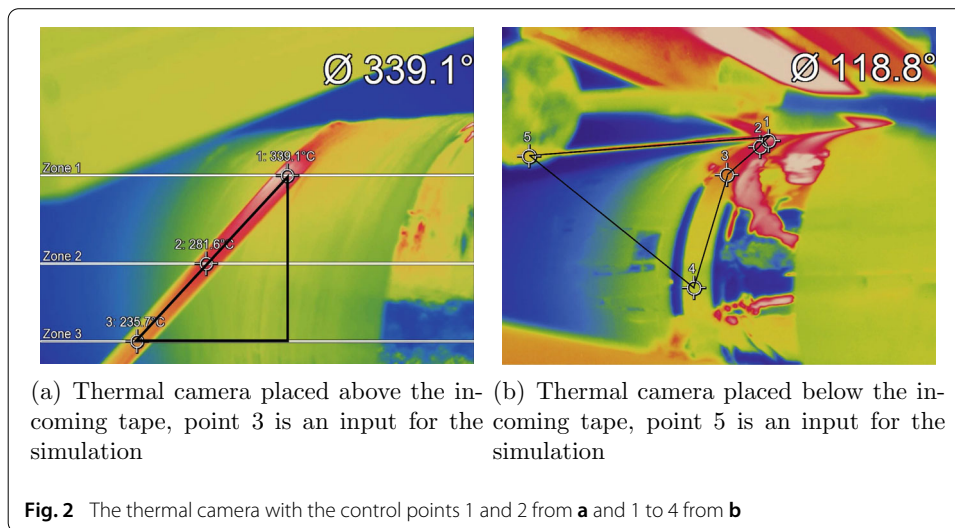 Ø 339.1°
Zone 1
1: 339.1°C
Zone 2
2: 281.6°C
Zone 3
3: 235.7°C
Ø 118.8°
1
2
3
4
5
(a) Thermal camera placed above the in-
coming tape, point 3 is an input for the
simulation
(b) Thermal camera placed below the in-
coming tape, point 5 is an input for the
simulation
Fig. 2 The thermal camera with the control points 1 and 2 from a and 1 to 4 from b